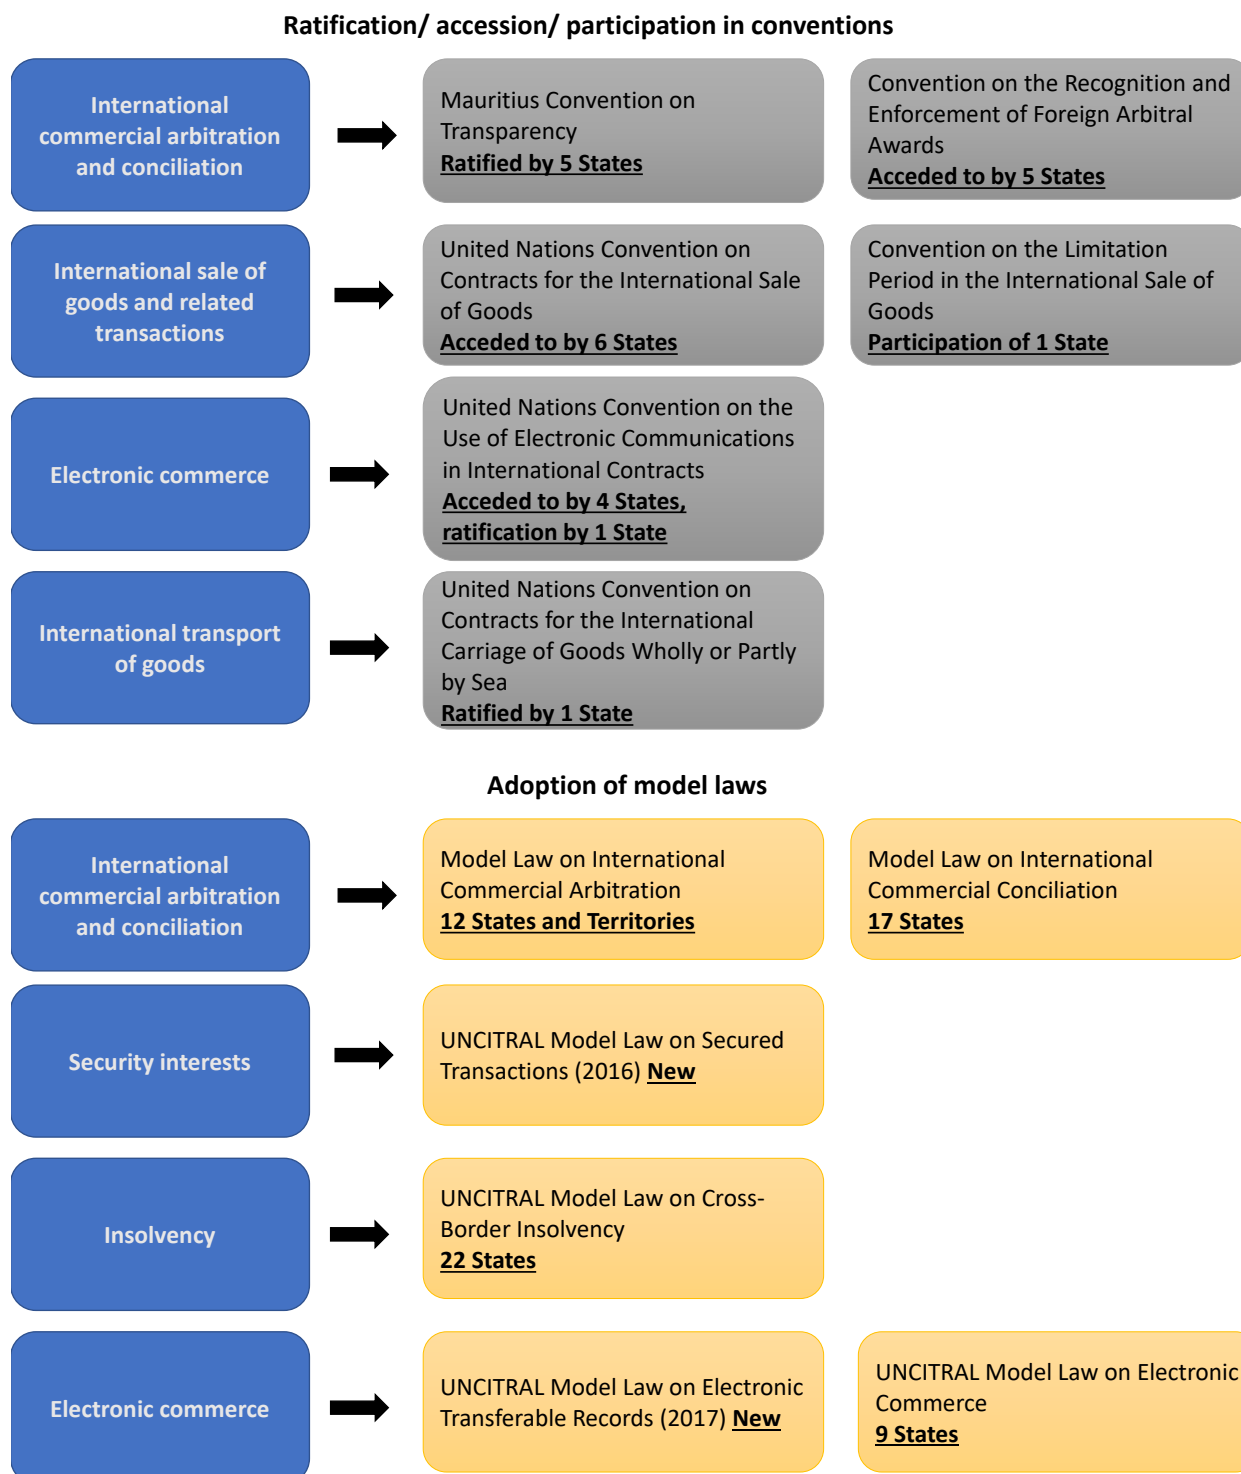 Ratification/ accession/ participation in conventions
International
commercial arbitration
and conciliation
Mauritius Convention on
Transparency
Ratified by 5 States
Convention on the Recognition and
Enforcement of Foreign Arbitral
Awards
Acceded to by 5 States
International sale of
goods and related
transactions
United Nations Convention on
Contracts for the International Sale
of Goods
Acceded to by 6 States
Convention on the Limitation
Period in the International Sale of
Goods
Participation of 1 State
Electronic commerce
United Nations Convention on the
Use of Electronic Communications
in International Contracts
Acceded to by 4 States,
ratification by 1 State
International transport
of goods
United Nations Convention on
Contracts for the International
Carriage of Goods Wholly or Partly
by Sea
Ratified by 1 State
Adoption of model laws
International
commercial arbitration
and conciliation
Model Law on International
Commercial Arbitration
12 States and Territories
Model Law on International
Commercial Conciliation
17 States
Security interests
UNCITRAL Model Law on Secured
Transactions (2016) New
Insolvency
UNCITRAL Model Law on Cross-
Border Insolvency
22 States
Electronic commerce
UNCITRAL Model Law on Electronic
Transferable Records (2017) New
UNCITRAL Model Law on Electronic
Commerce
9 States